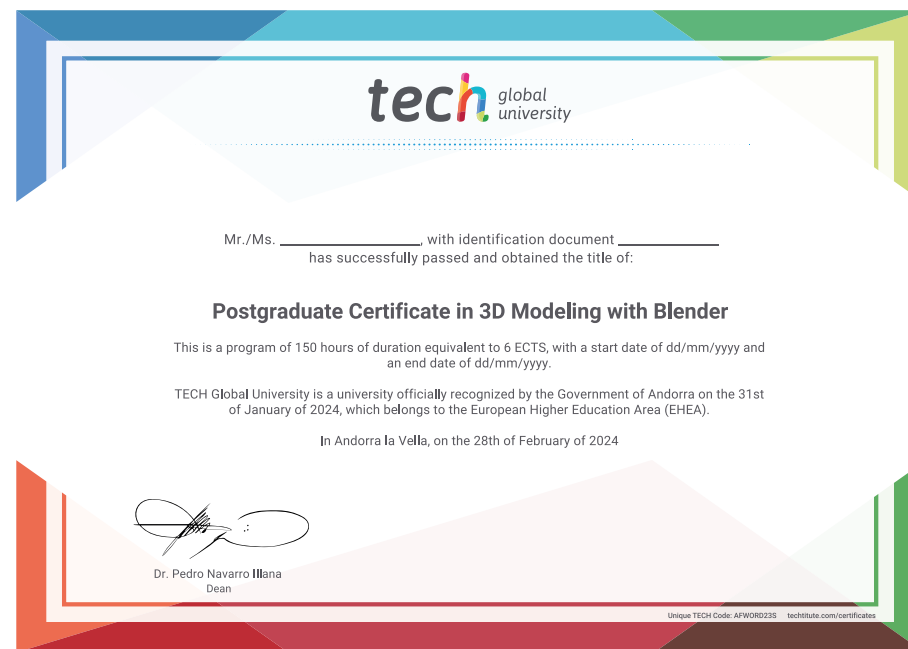 tech global university
Mr./Ms. ____________________, with identification document ______________
has successfully passed and obtained the title of:
Postgraduate Certificate in 3D Modeling with Blender
This is a program of 150 hours of duration equivalent to 6 ECTS, with a start date of dd/mm/yyyy and
an end date of dd/mm/yyyy.
TECH Global University is a university officially recognized by the Government of Andorra on the 31st
of January of 2024, which belongs to the European Higher Education Area (EHEA).
In Andorra la Vella, on the 28th of February of 2024
Dr. Pedro Navarro Illana
Dean
Unique TECH Code: AFWORD23S techtitute.com/certificates